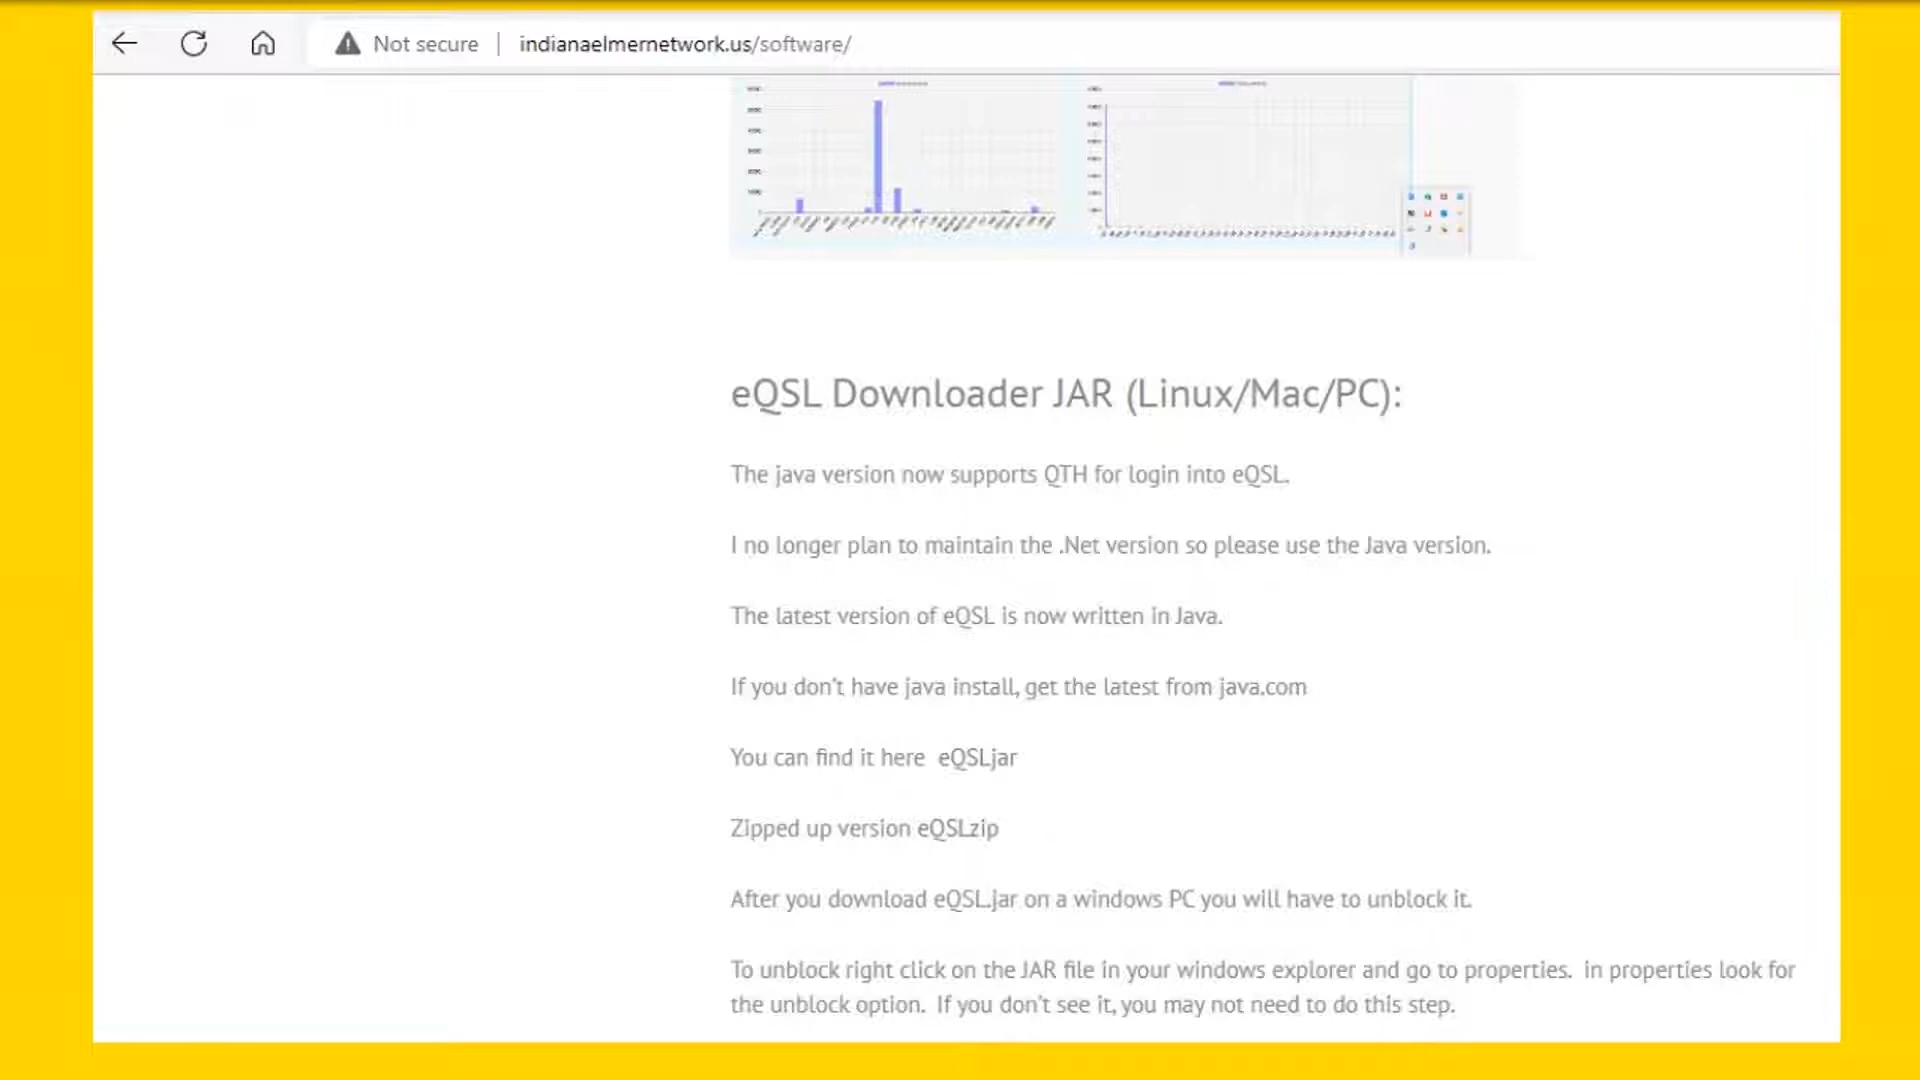 Not secure | indianaelmernetwork.us/software/
eQSL Downloader JAR (Linux/Mac/PC):
The java version now supports QTH for login into eQSL.
I no longer plan to maintain the .Net version so please use the Java version.
The latest version of eQSL is now written in Java.
If you don't have java install, get the latest from java.com
You can find it here eQSLjar
Zipped up version eQSLzip
After you download eQSL.jar on a windows PC you will have to unblock it.
To unblock right click on the JAR file in your windows explorer and go to properties. in properties look for
the unblock option. If you don't see it, you may not need to do this step.